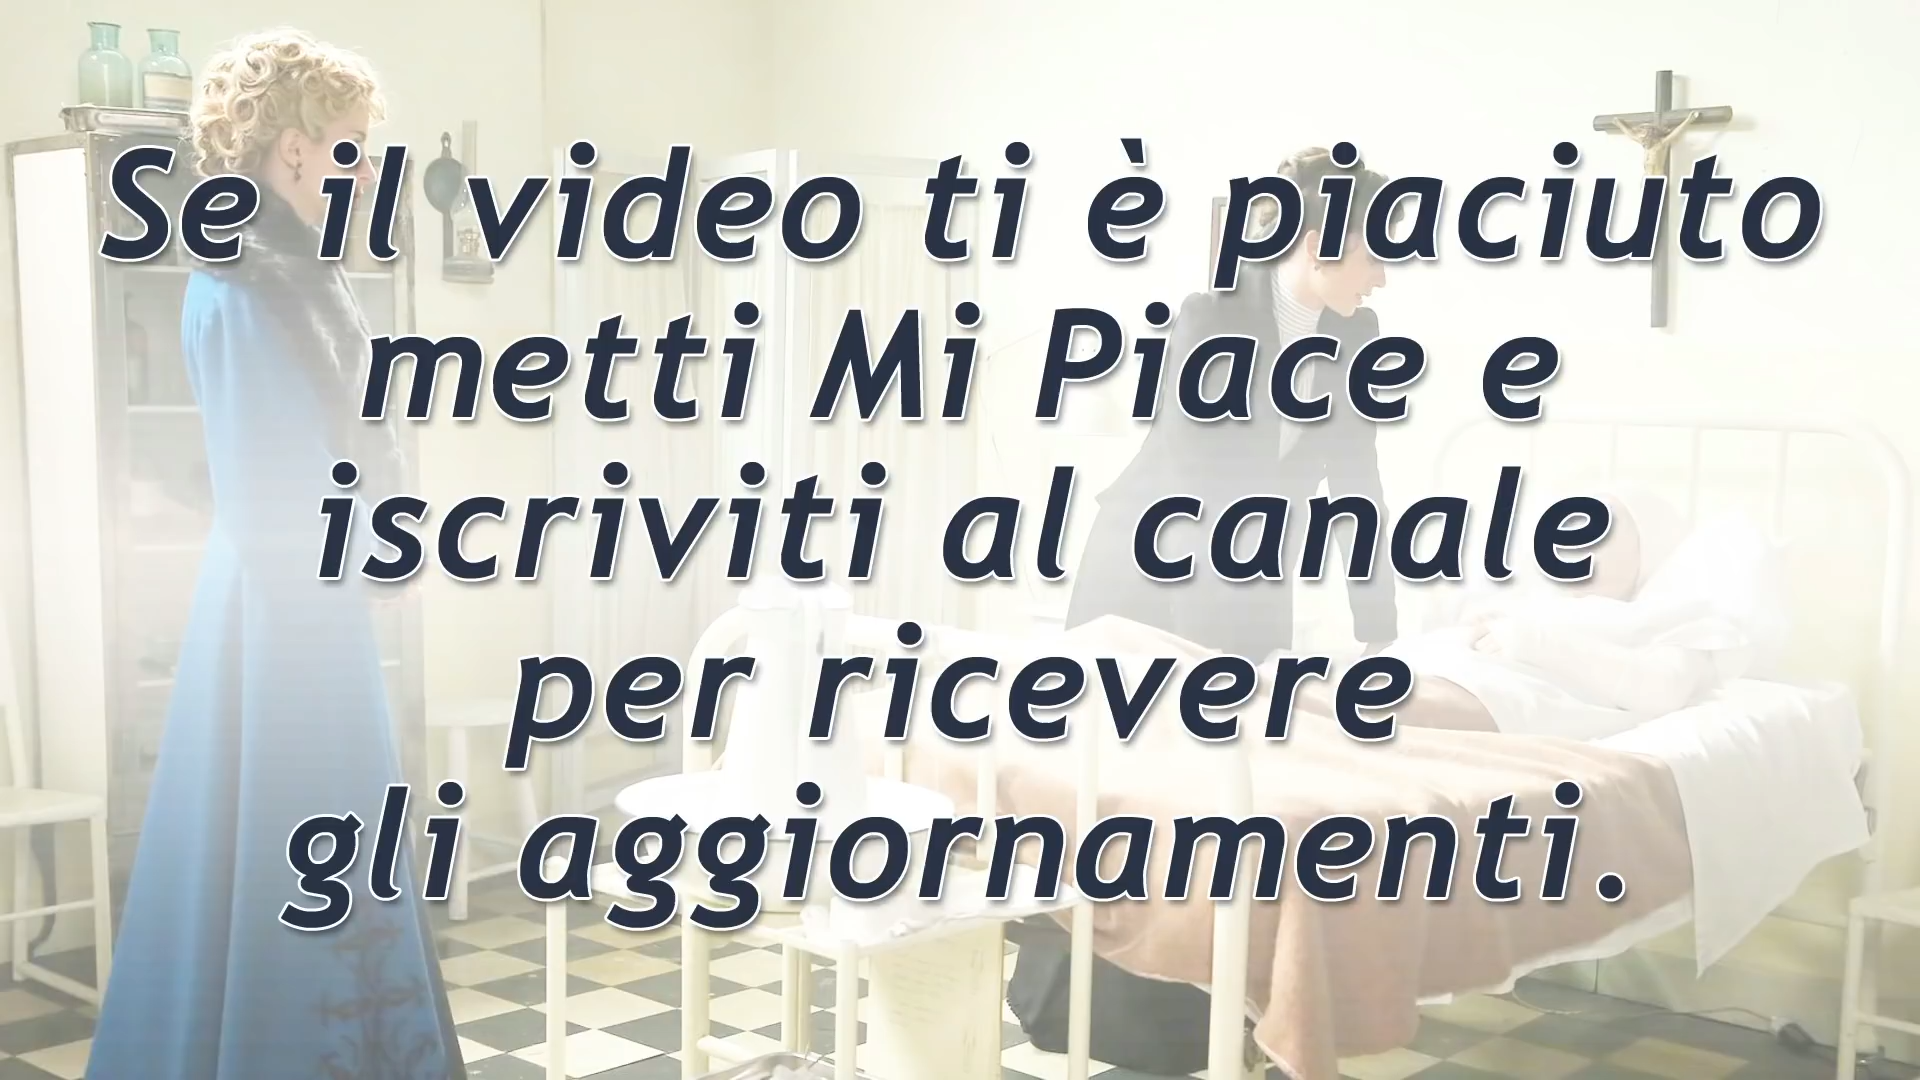 Se il video ti è piaciuto
metti Mi Piace e
iscriviti al canale
per ricevere
gli aggiornamenti.